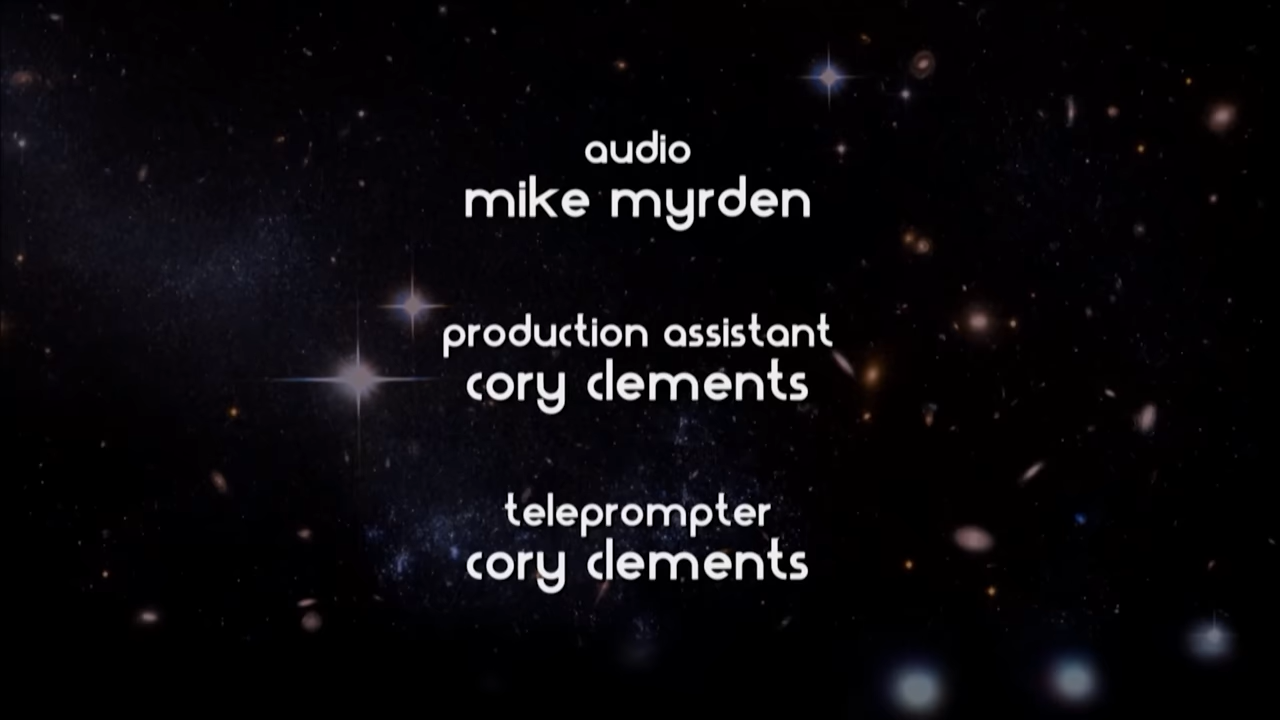 audio
mike myrden
production assistant
cory clements
teleprompter
cory clements